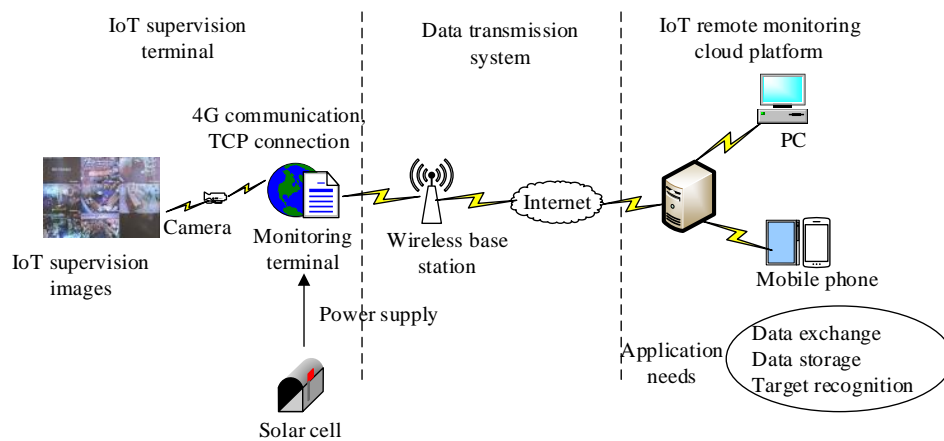 IoT supervision
terminal
Data transmission
system
IoT remote monitoring
cloud platform
4G communication,
TCP connection
PC
Camera
Internet
Monitoring
terminal
Wireless base
station
IoT supervision
images
Mobile phone
Power supply
Application
needs
Data exchange
Data storage
Target recognition
Solar cell